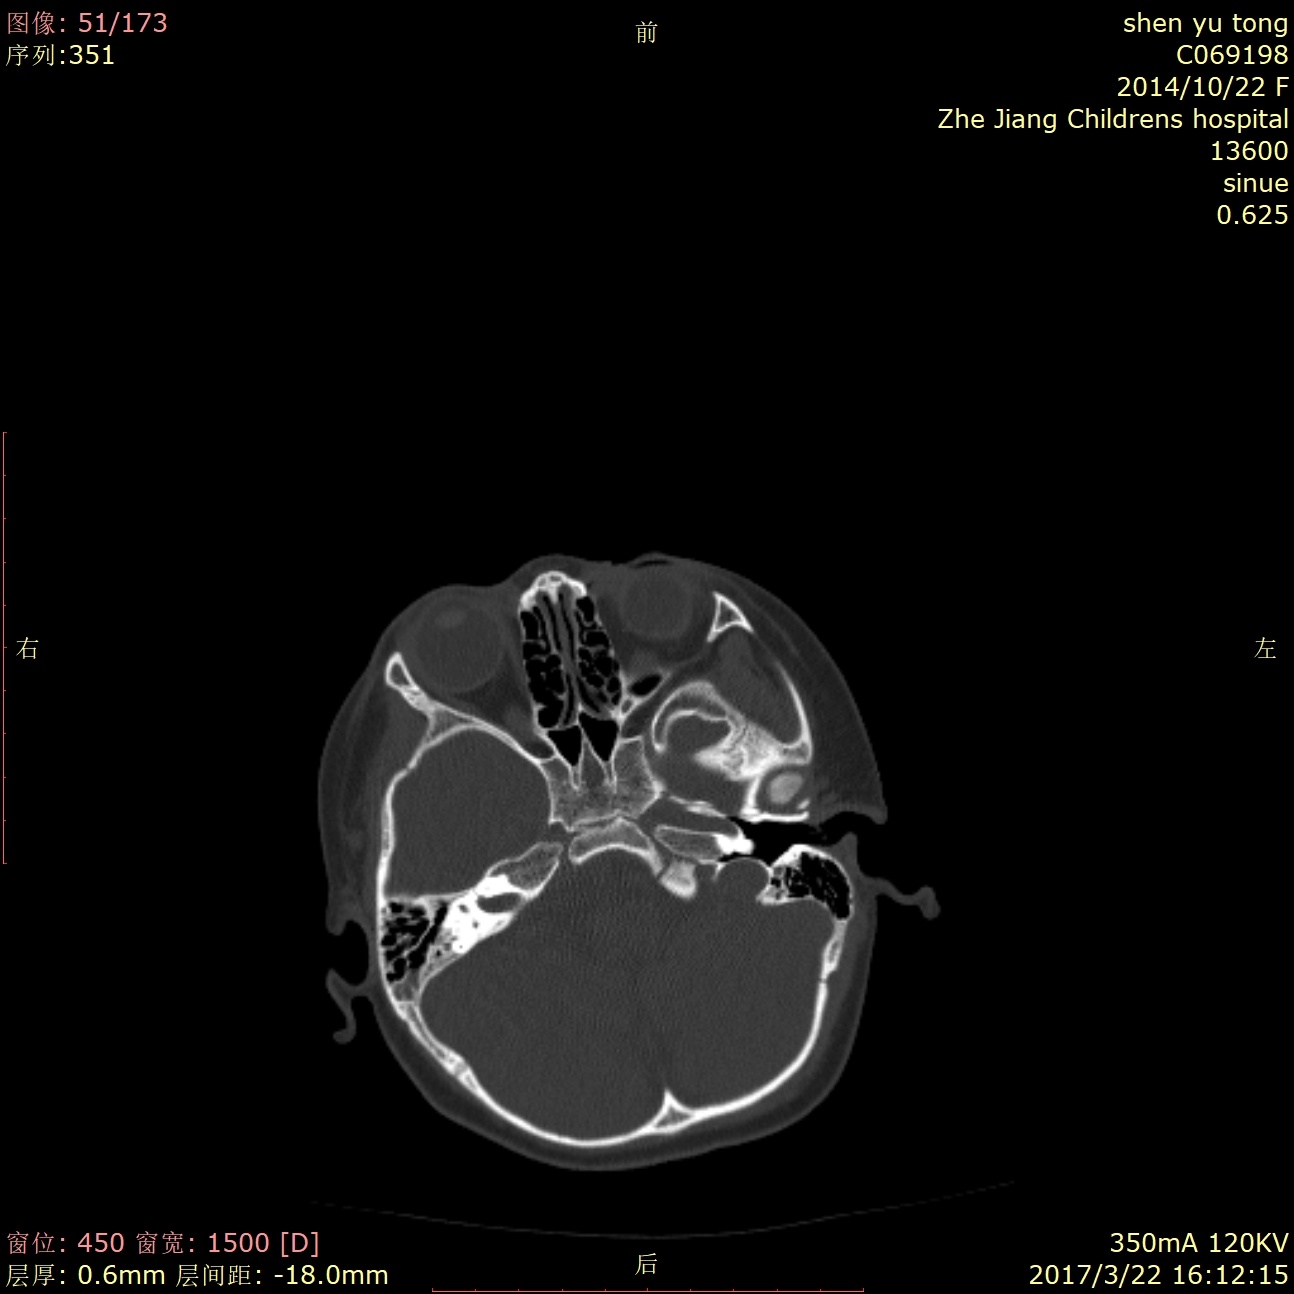 图像: 51/173
序列:351
前
shen yu tong
C069198
2014/10/22 F
Zhe Jiang Childrens hospital
13600
sinue
0.625
右
左
窗位: 450 窗宽: 1500 [D]
层厚: 0.6mm 层间距: -18.0mm
后
350mA 120KV
2017/3/22 16:12:15